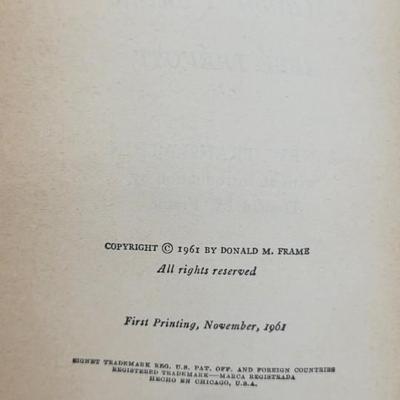 COPYRIGHT © 1961 BY DONALD M. FRAME
All rights reserved
First Printing, November, 1961
SIGNET TRADEMARK REG. U.S. PAT. OFF. AND FOREIGN COUNTRIES
REGISTERED TRADEMARK—MARCA REGISTRADA
HECHO EN CHICAGO, U.S.A.